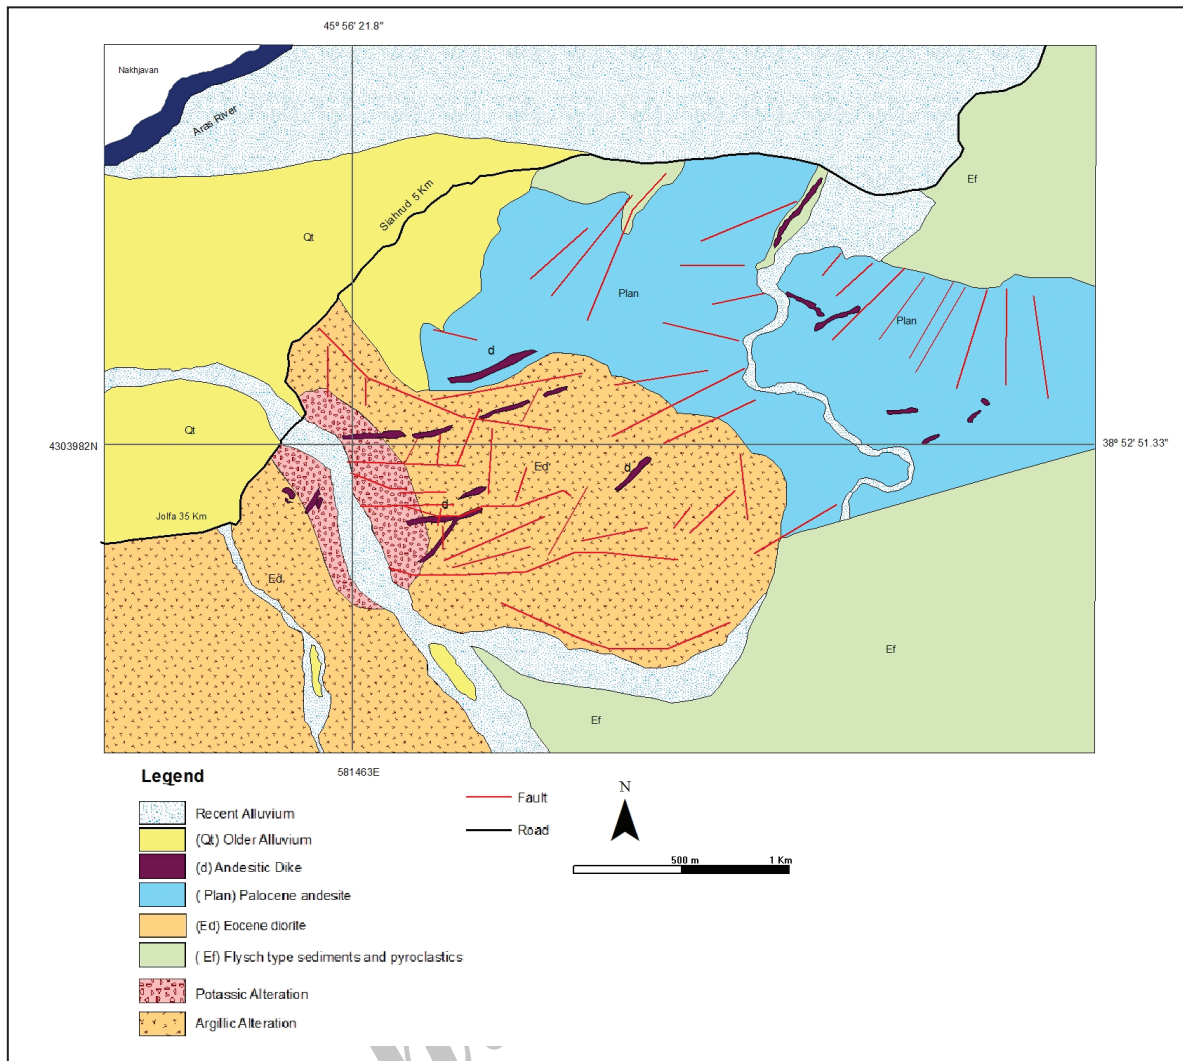 45º 56' 21.8"
Nakhjavan
Aras River
Siahrud 5 Km
Ef
Qt
Plan
Plan
d
Qt
4303982N
38º 52' 51.33"
Ed
d
d
Jolfa 35 Km
Ed
Ef
Ef
581463E
Legend
Recent Alluvium
(Qt) Older Alluvium
(d) Andesitic Dike
( Plan) Palocene andesite
(Ed) Eocene diorite
( Ef) Flysch type sediments and pyroclastics
Potassic Alteration
Argillic Alteration
Fault
Road
N
500 m
1 Km